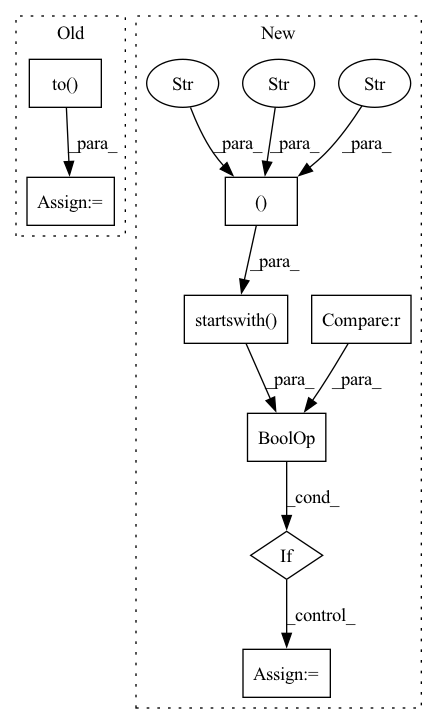 Old
New
to()
Str
Str
Str
_para_
_para_
_para_
_para_
Assign:=
()
_para_
startswith()
Compare:r
_para_
_para_
BoolOp
_cond_
If
_control_
Assign:=